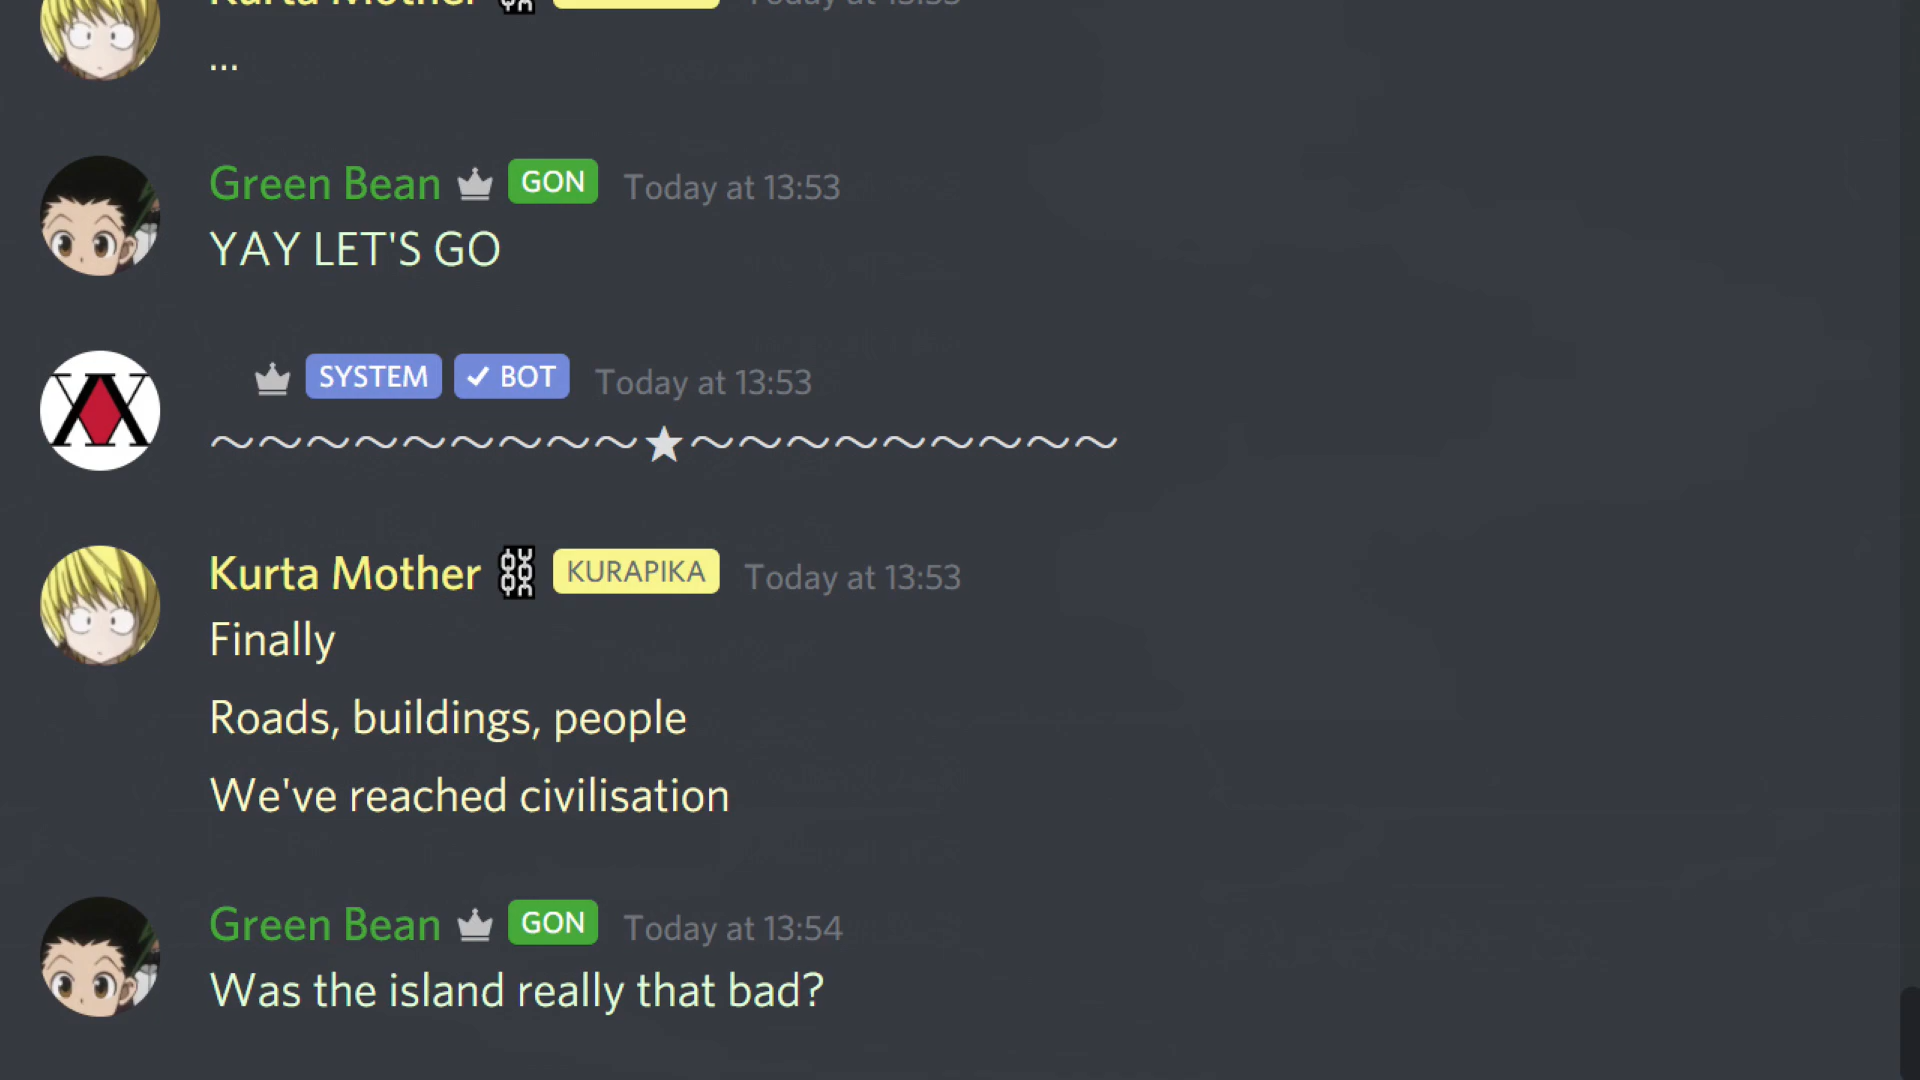 Kurta Mother Today at 13:53
...
Green Bean GON Today at 13:53
YAY LET'S GO
SYSTEM ✓ BOT Today at 13:53
~~~~~~~~~★~~~~~~~~~
Kurta Mother KURAPIKA Today at 13:53
Finally
Roads, buildings, people
We've reached civilisation
Green Bean GON Today at 13:54
Was the island really that bad?